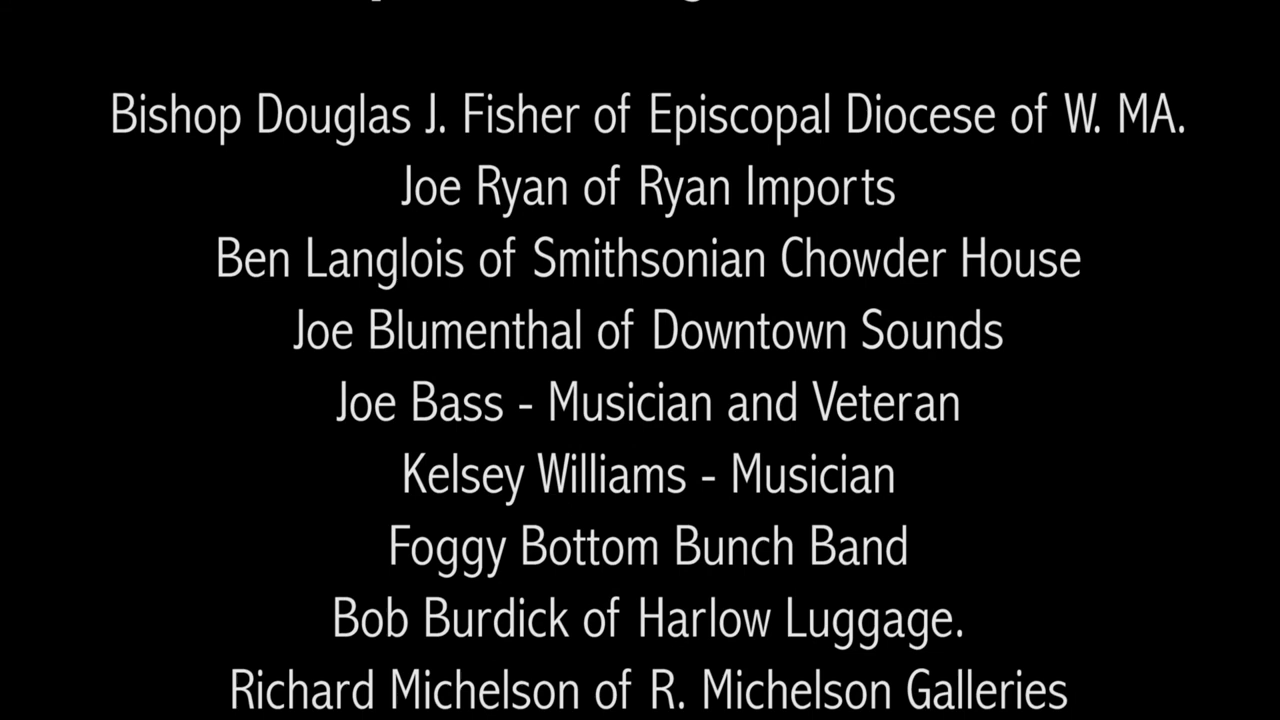 Bishop Douglas J. Fisher of Episcopal Diocese of W. MA.
Joe Ryan of Ryan Imports
Ben Langlois of Smithsonian Chowder House
Joe Blumenthal of Downtown Sounds
Joe Bass - Musician and Veteran
Kelsey Williams - Musician
Foggy Bottom Bunch Band
Bob Burdick of Harlow Luggage.
Richard Michelson of R. Michelson Galleries